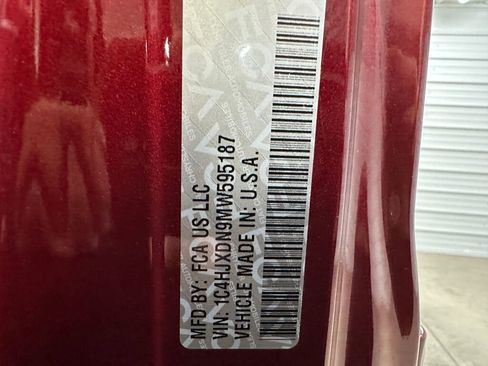 MFD BY: FCA US LLC
VIN: 1C4HJXDN9MW595187
VEHICLE MADE IN: U.S.A.